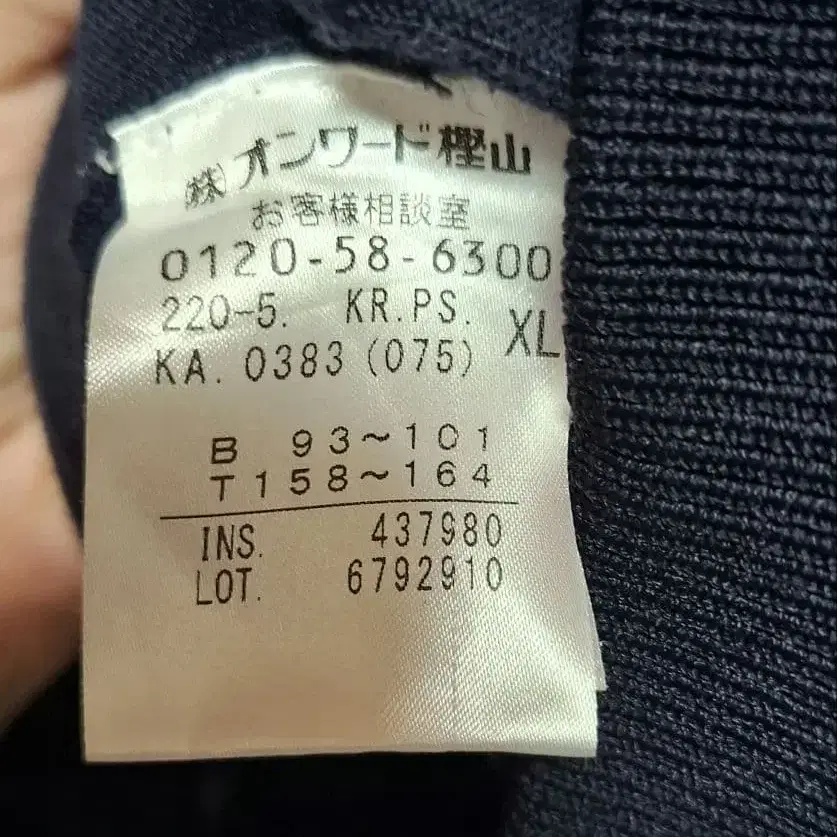 ㈱オンワード樫山
お客様相談室
0120-58-6300
220-5. KR.PS. XL
KA. 0383 (075)
B 93~101
T 158~164
INS. 437980
LOT. 6792910